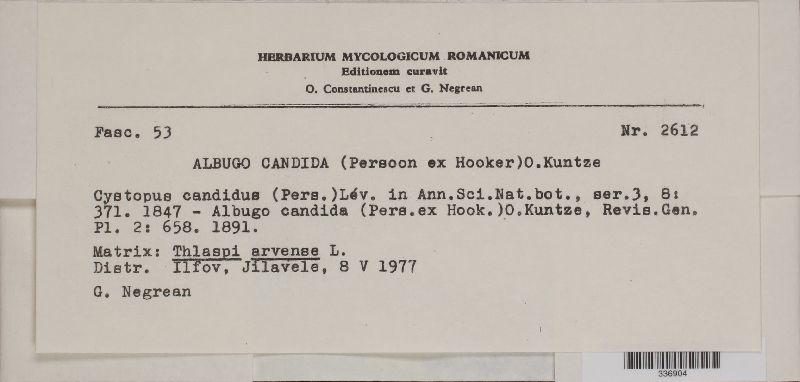 HERBARIUM MYCOLOGICUM ROMANICUM
Editionem curavit
O. Constantinescu et G. Negrean
Fasc. 53 Nr. 2612
ALBUGO CANDIDA (Persoon ex Hooker)O.Kuntze
Cystopus candidus (Pers.)Lév. in Ann.Sci.Nat.bot., ser.3, 8:
371. 1847 - Albugo candida (Pers.ex Hook.)O.Kuntze, Revis.Gen.
Pl. 2: 658. 1891.
Matrix: Thlaspi arvense L.
Distr. Ilfov, Jilavele, 8 V 1977
G. Negrean
336904